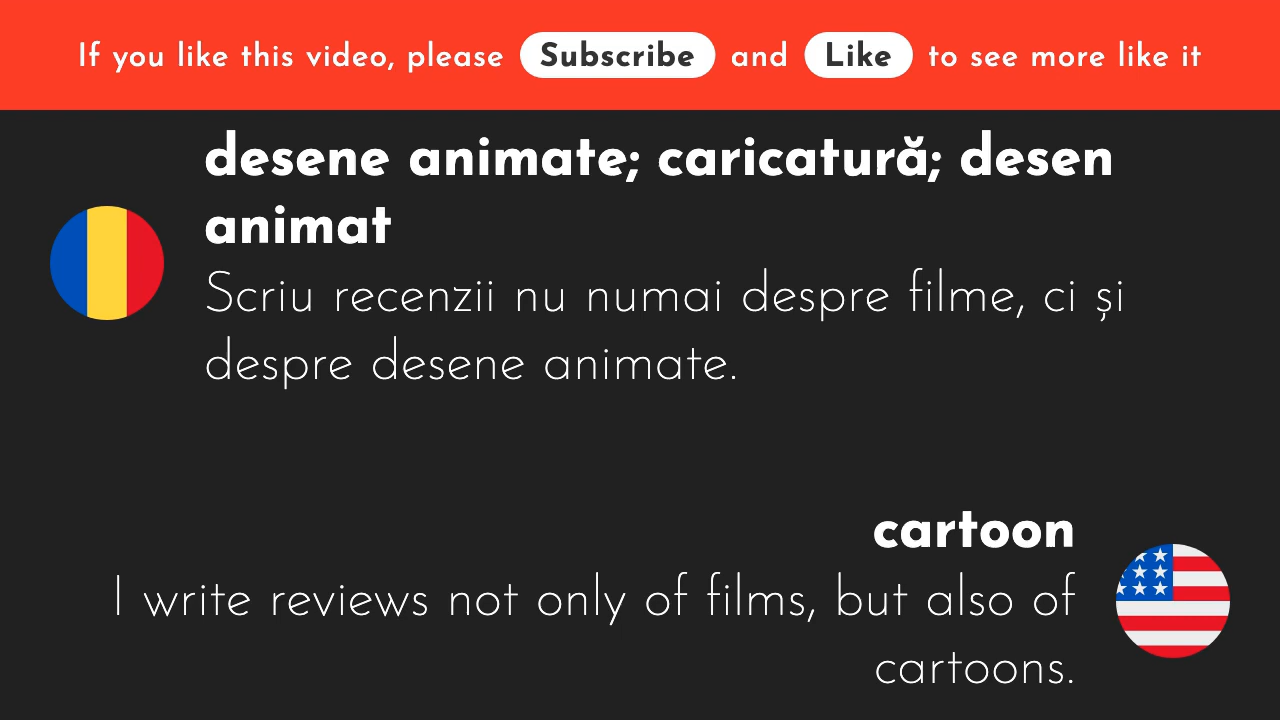 If you like this video, please Subscribe and Like to see more like it
desene animate; caricatură; desen
animat
Scriu recenzii nu numai despre filme, ci și
despre desene animate.
cartoon
I write reviews not only of films, but also of
cartoons.